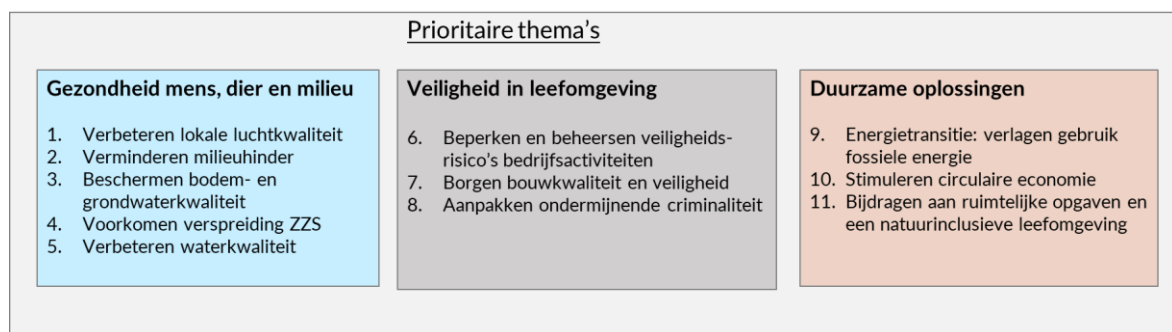 Prioritaire thema's
Gezondheid mens, dier en milieu
1. Verbeteren lokale luchtkwaliteit
2. Verminderen milieuhinder
3. Beschermen bodem- en
grondwaterkwaliteit
4. Voorkomen verspreiding ZZS
5. Verbeteren waterkwaliteit
Veiligheid in leefomgeving
6. Beperken en beheersen veiligheids-
risico's bedrijfsactiviteiten
7. Borgen bouwkwaliteit en veiligheid
8. Aanpakken ondermijnende criminaliteit
Duurzame oplossingen
9. Energietransitie: verlagen gebruik
fossiele energie
10. Stimuleren circulaire economie
11. Bijdragen aan ruimtelijke opgaven en
een natuurinclusieve leefomgeving